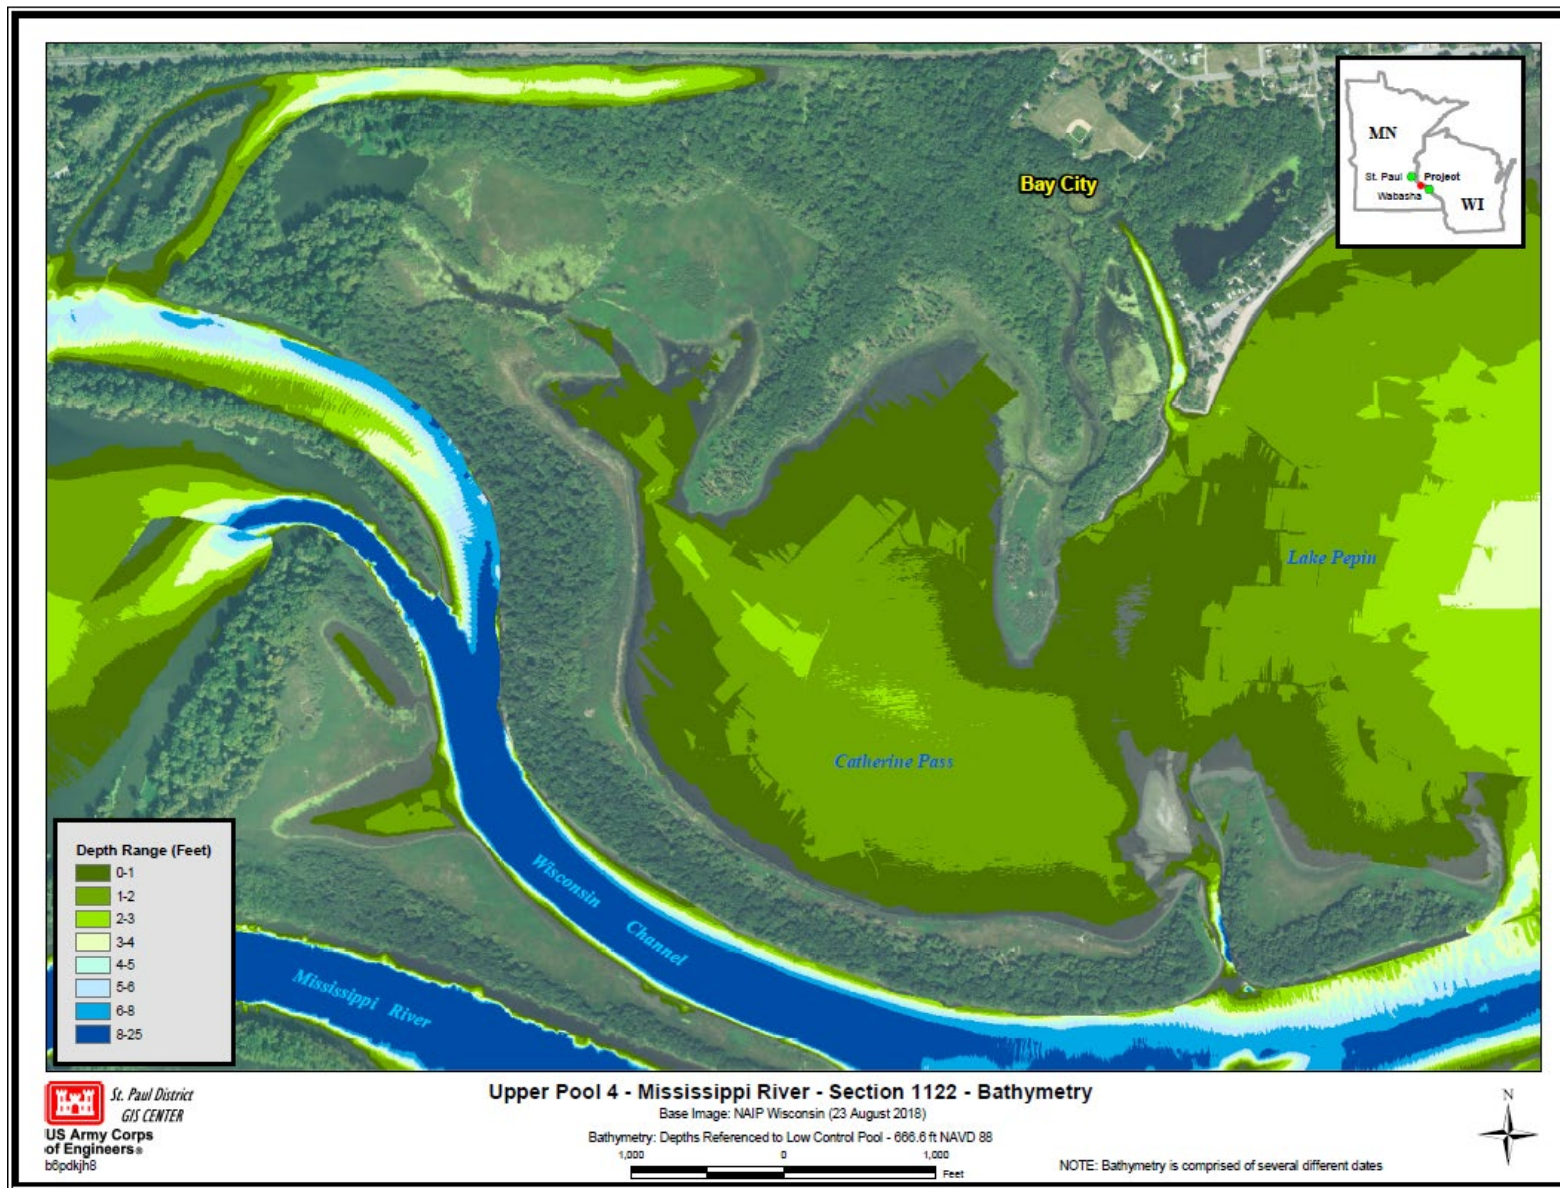 MN
St. Paul
Project
Wabasha
WI
Bay City
Lake Pepin
Catherine Pass
Wisconsin Channel
Mississippi River
Depth Range (Feet)
0-1
1-2
2-3
3-4
4-5
5-6
6-8
8-25
St. Paul District
GIS CENTER
US Army Corps
of Engineers®
b6pdkjh8
Upper Pool 4 - Mississippi River - Section 1122 - Bathymetry
Base Image: NAIP Wisconsin (23 August 2018)
Bathymetry: Depths Referenced to Low Control Pool - 666.6 ft NAVD 88
1,000 0 1,000
Feet
NOTE: Bathymetry is comprised of several different dates
N